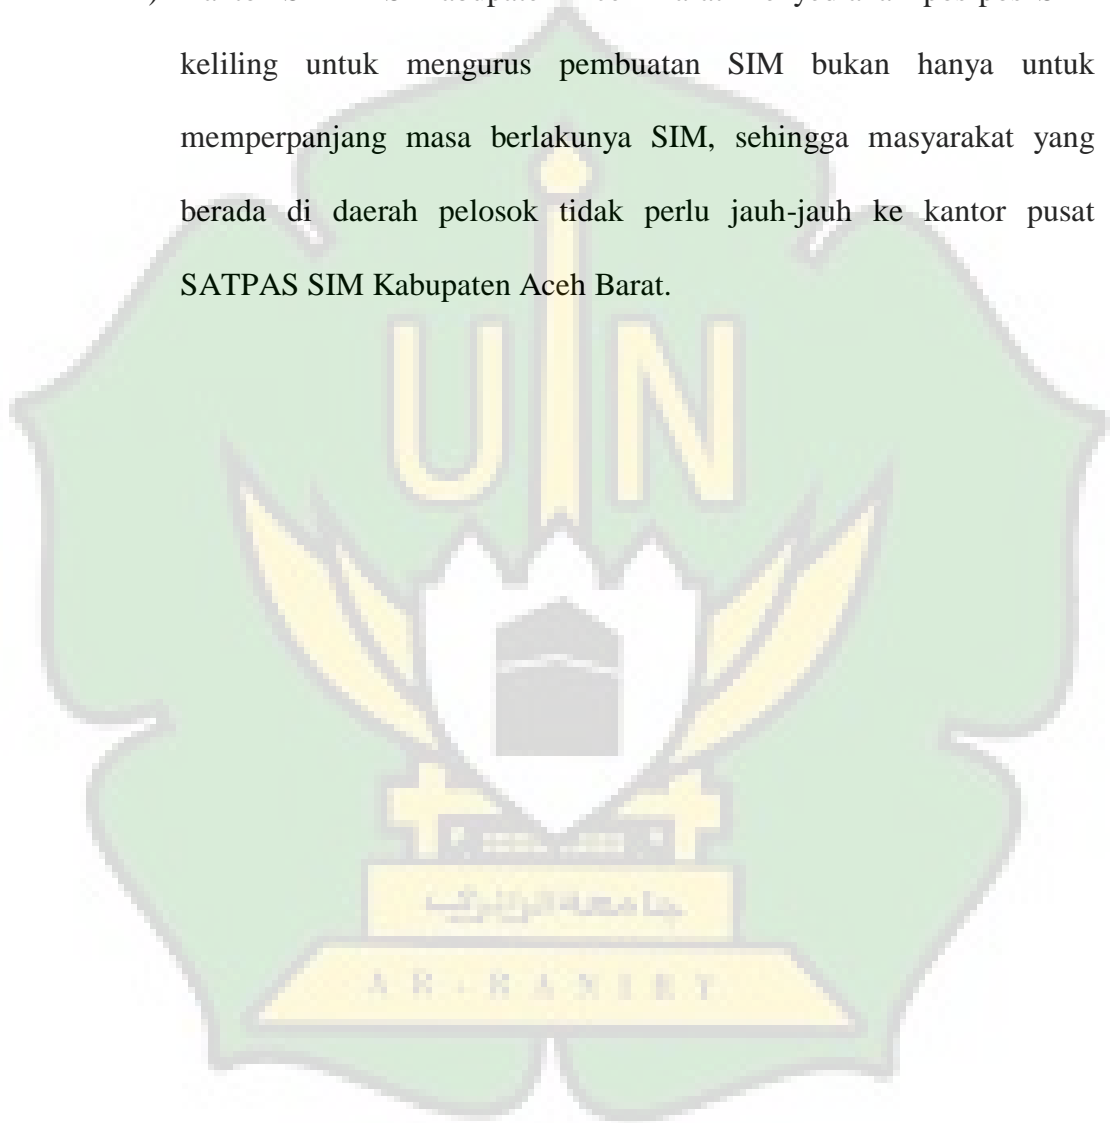 keliling untuk mengurus pembuatan SIM bukan hanya untuk
memperpanjang masa berlakunya SIM, sehingga masyarakat yang
berada di daerah pelosok tidak perlu jauh-jauh ke kantor pusat
SATPAS SIM Kabupaten Aceh Barat.
UIN
AR-RANIRY